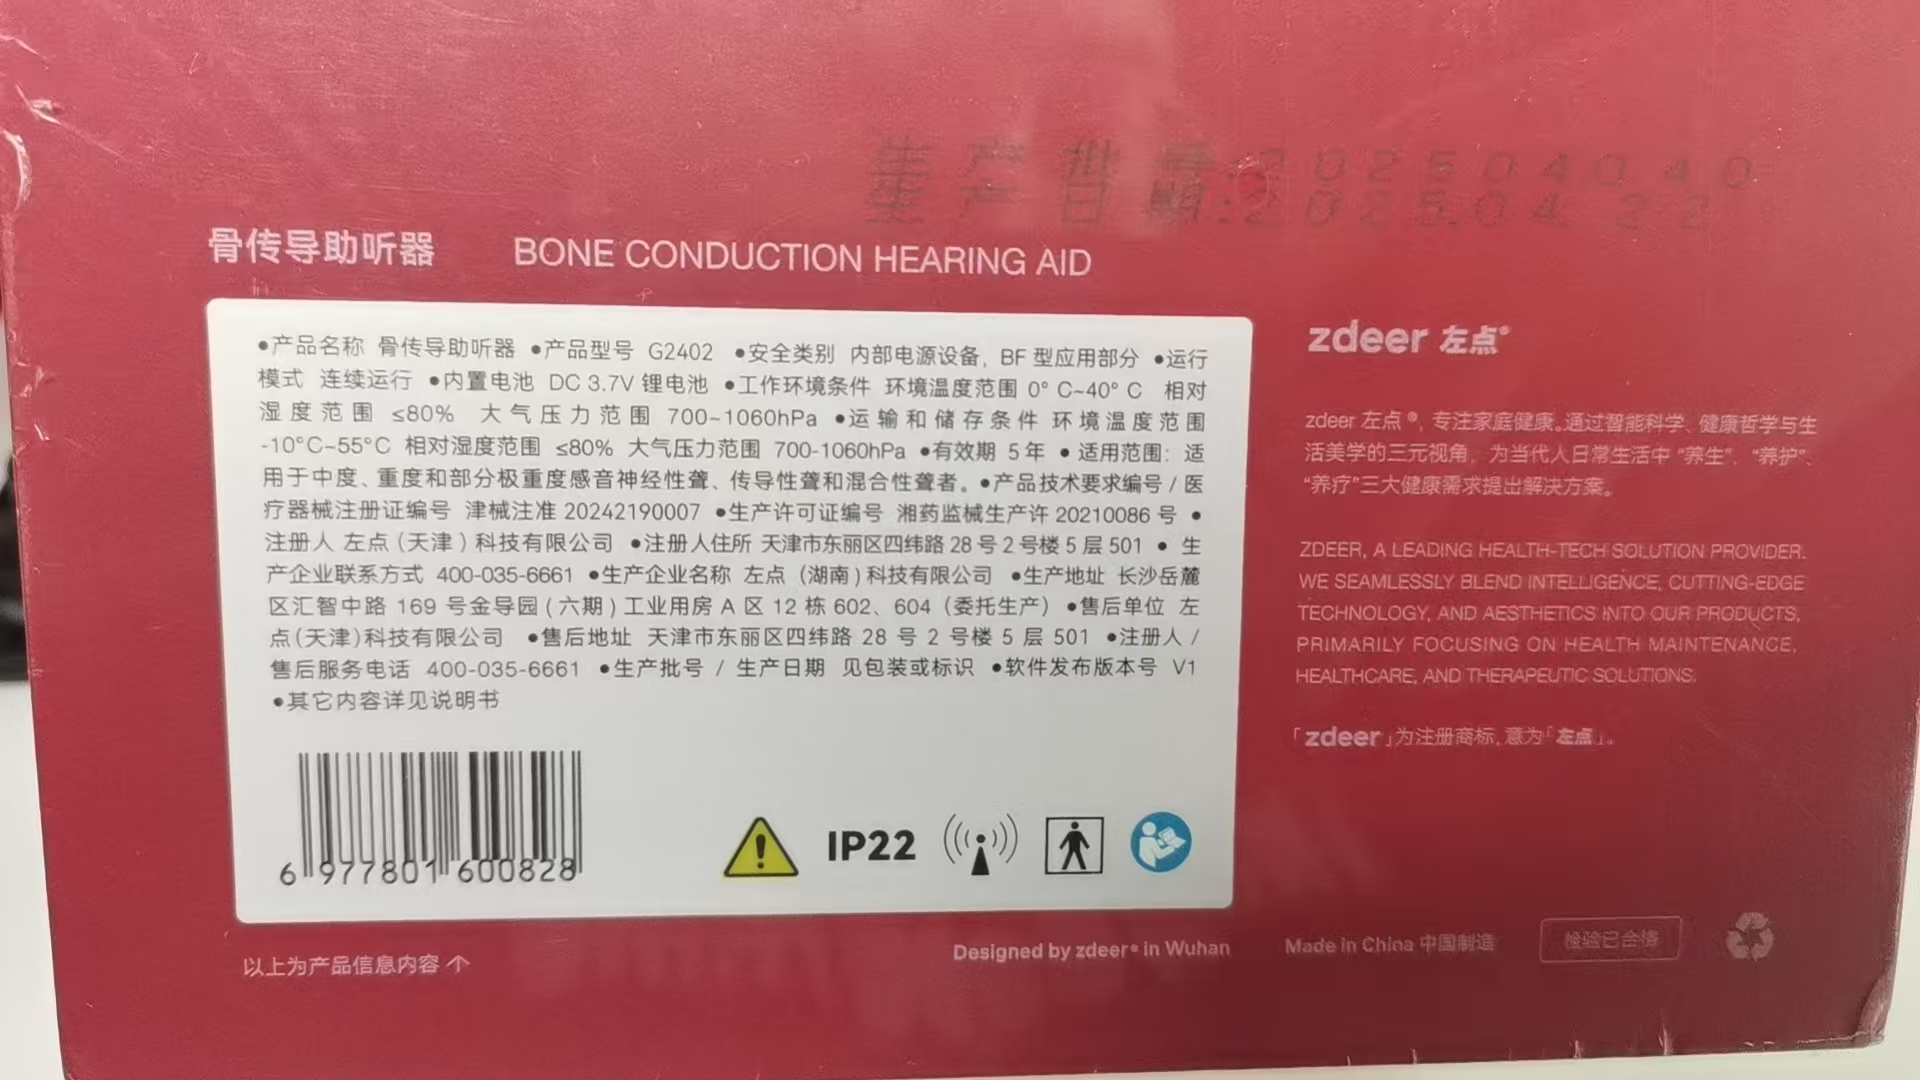 生产批号:202504040
生产日期:2025.04 22
骨传导助听器 BONE CONDUCTION HEARING AID
•产品名称 骨传导助听器 •产品型号 G2402 •安全类别 内部电源设备, BF 型应用部分 •运行
模式 连续运行 •内置电池 DC 3.7V 锂电池 •工作环境条件 环境温度范围 0° C~40° C 相对
湿度范围 ≤80% 大气压力范围 700~1060hPa •运输和储存条件 环境温度范围
-10°C~55°C 相对湿度范围 ≤80% 大气压力范围 700-1060hPa •有效期 5 年 • 适用范围：适
用于中度、重度和部分极重度感音神经性聋、传导性聋和混合性聋者。•产品技术要求编号 / 医
疗器械注册证编号 津械注准 20242190007 •生产许可证编号 湘药监械生产许 20210086 号 •
注册人 左点（天津）科技有限公司 •注册人住所 天津市东丽区四纬路 28 号 2 号楼 5 层 501 • 生
产企业联系方式 400-035-6661 •生产企业名称 左点（湖南）科技有限公司 •生产地址 长沙岳麓
区汇智中路 169 号金导园(六期)工业用房 A 区 12 栋 602、604（委托生产） •售后单位 左
点(天津)科技有限公司 •售后地址 天津市东丽区四纬路 28 号 2 号楼 5 层 501 •注册人 /
售后服务电话 400-035-6661 •生产批号 / 生产日期 见包装或标识 •软件发布版本号 V1
•其它内容详见说明书
6 977801 600828
IP22
以上为产品信息内容 ↑
zdeer 左点®
zdeer 左点®, 专注家庭健康。通过智能科学、健康哲学与生
活美学的三元视角，为当代人日常生活中“养生”、“养护”、
“养疗”三大健康需求提出解决方案。
ZDEER, A LEADING HEALTH-TECH SOLUTION PROVIDER.
WE SEAMLESSLY BLEND INTELLIGENCE, CUTTING-EDGE
TECHNOLOGY, AND AESTHETICS INTO OUR PRODUCTS,
PRIMARILY FOCUSING ON HEALTH MAINTENANCE,
HEALTHCARE, AND THERAPEUTIC SOLUTIONS.
「zdeer」为注册商标, 意为「左点」。
Designed by zdeer® in Wuhan Made in China 中国制造 检验已合格